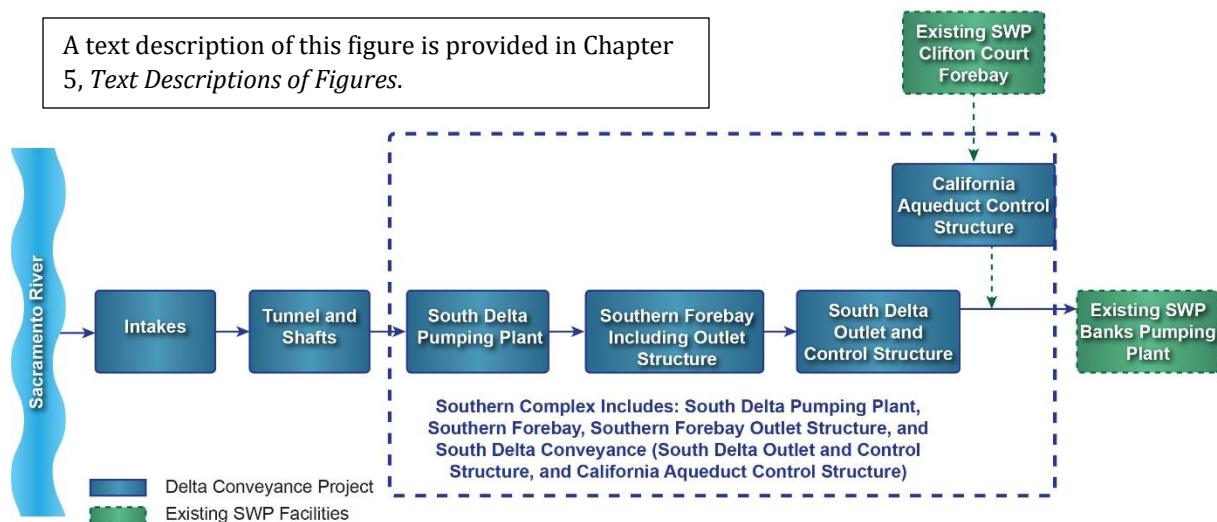 A text description of this figure is provided in Chapter
5, Text Descriptions of Figures.
Existing SWP
Clifton Court
Forebay
California
Aqueduct Control
Structure
Sacramento River
Intakes
Tunnel and
Shafts
South Delta
Pumping Plant
Southern Forebay
Including Outlet
Structure
South Delta
Outlet and
Control Structure
Existing SWP
Banks Pumping
Plant
Southern Complex Includes: South Delta Pumping Plant,
Southern Forebay, Southern Forebay Outlet Structure, and
South Delta Conveyance (South Delta Outlet and Control
Structure, and California Aqueduct Control Structure)
Delta Conveyance Project
Existing SWP Facilities